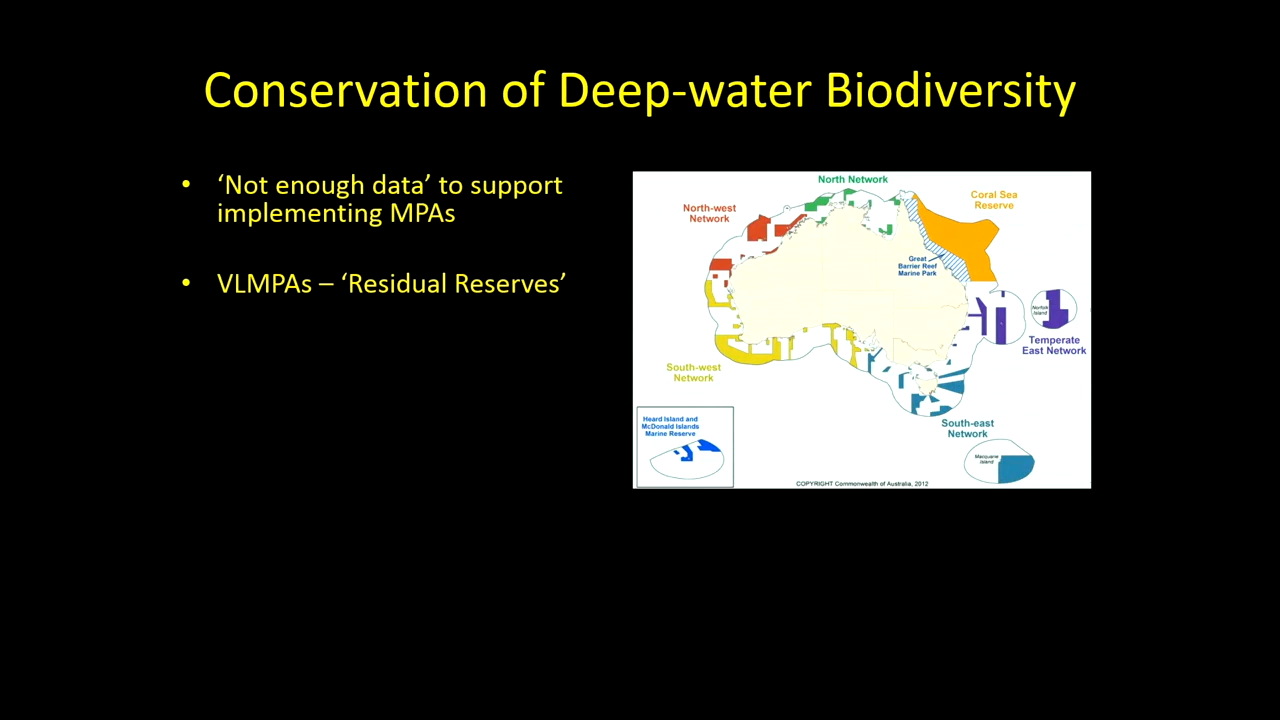 Conservation of Deep-water Biodiversity
• ‘Not enough data’ to support
implementing MPAs
• VLMPAs – ‘Residual Reserves’
North Network
North-west
Network
Coral Sea
Reserve
Great
Barrier Reef
Marine Park
Norfolk
Island
Temperate
East Network
South-west
Network
South-east
Network
Heard Island and
McDonald Islands
Marine Reserve
Macquarie
Island
COPYRIGHT Commonwealth of Australia, 2012